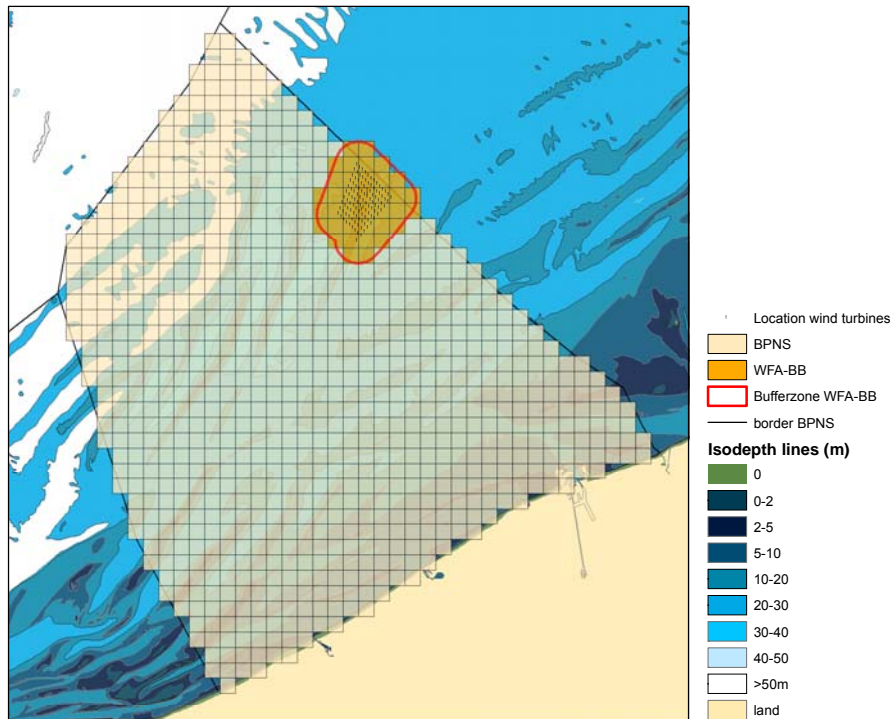 Location wind turbines
BPNS
WFA-BB
Bufferzone WFA-BB
border BPNS
Isodepth lines (m)
0
0-2
2-5
5-10
10-20
20-30
30-40
40-50
>50m
land